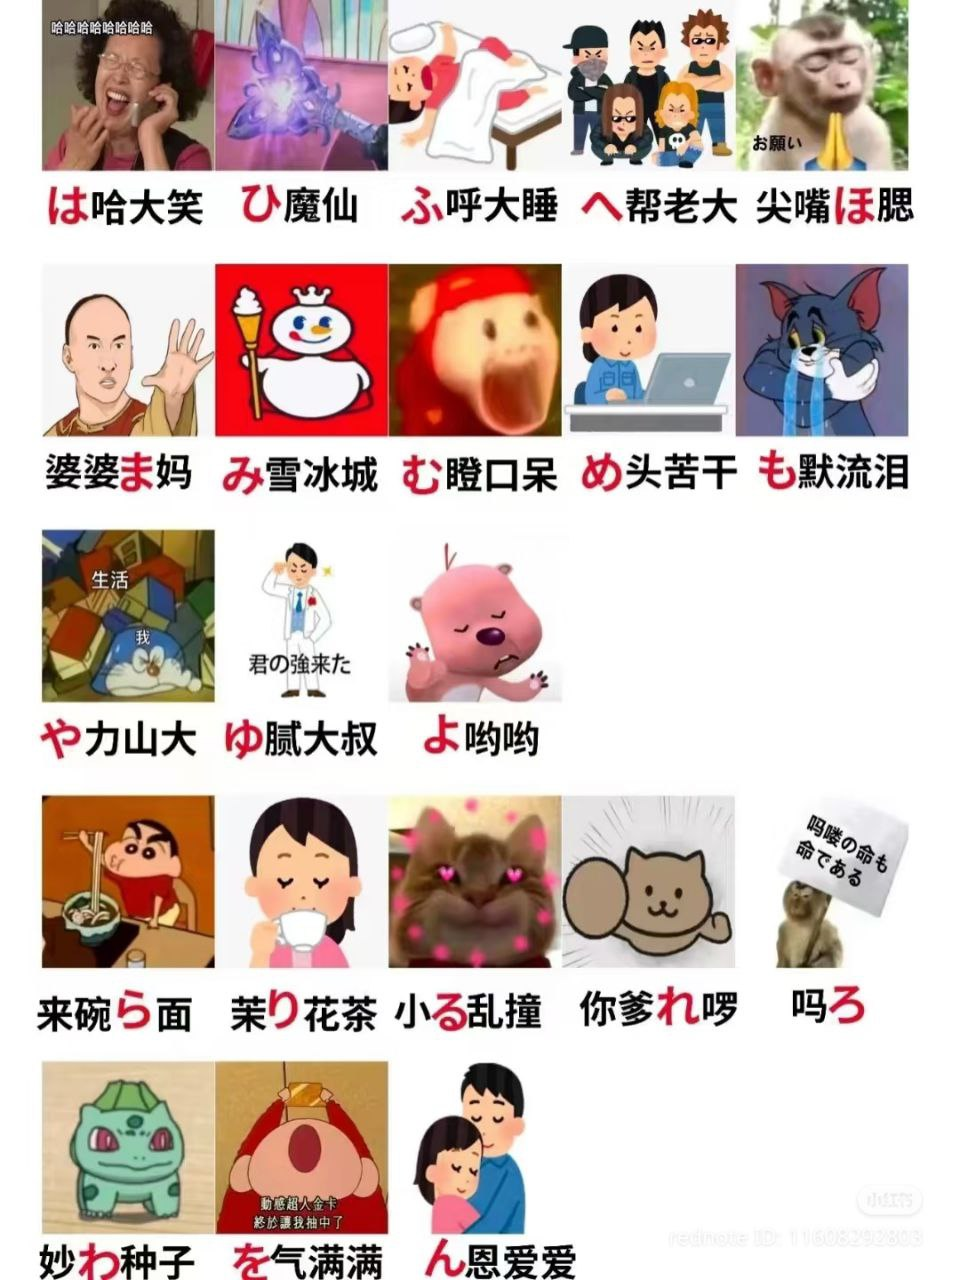 哈哈哈哈哈哈哈哈
お願い
は哈大笑 ひ魔仙 ふ呼大睡 へ帮老大 尖嘴ほ腮
婆婆ま妈 み雪冰城 む瞪口呆 め头苦干 も默流泪
生活
我
君の強来た
や力山大 ゆ腻大叔 よ哟哟
吗喽の命も
命である
来碗ら面 茉り花茶 小る乱撞 你爹れ啰 吗ろ
動感超人金卡
終於讓我抽中了
小红书
rednote ID: 11608292803
妙わ种子 を气满满 ん恩爱爱